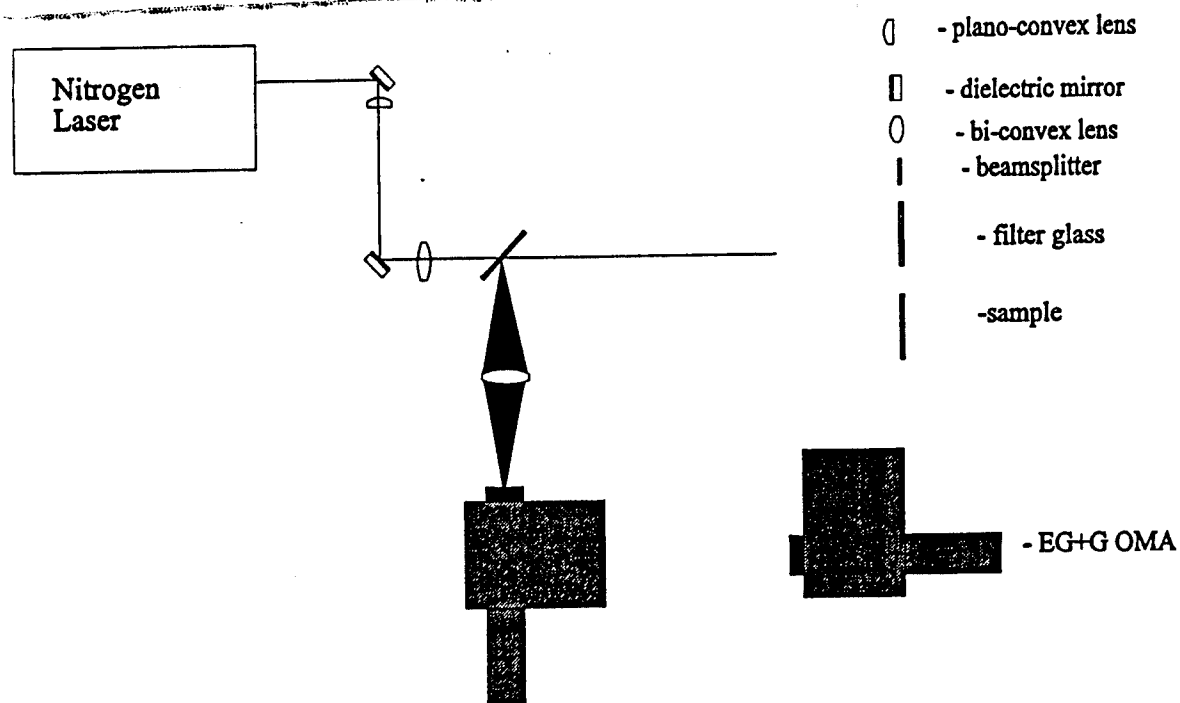 Nitrogen
Laser
- plano-convex lens
- dielectric mirror
- bi-convex lens
- beamsplitter
- filter glass
-sample
- EG+G OMA